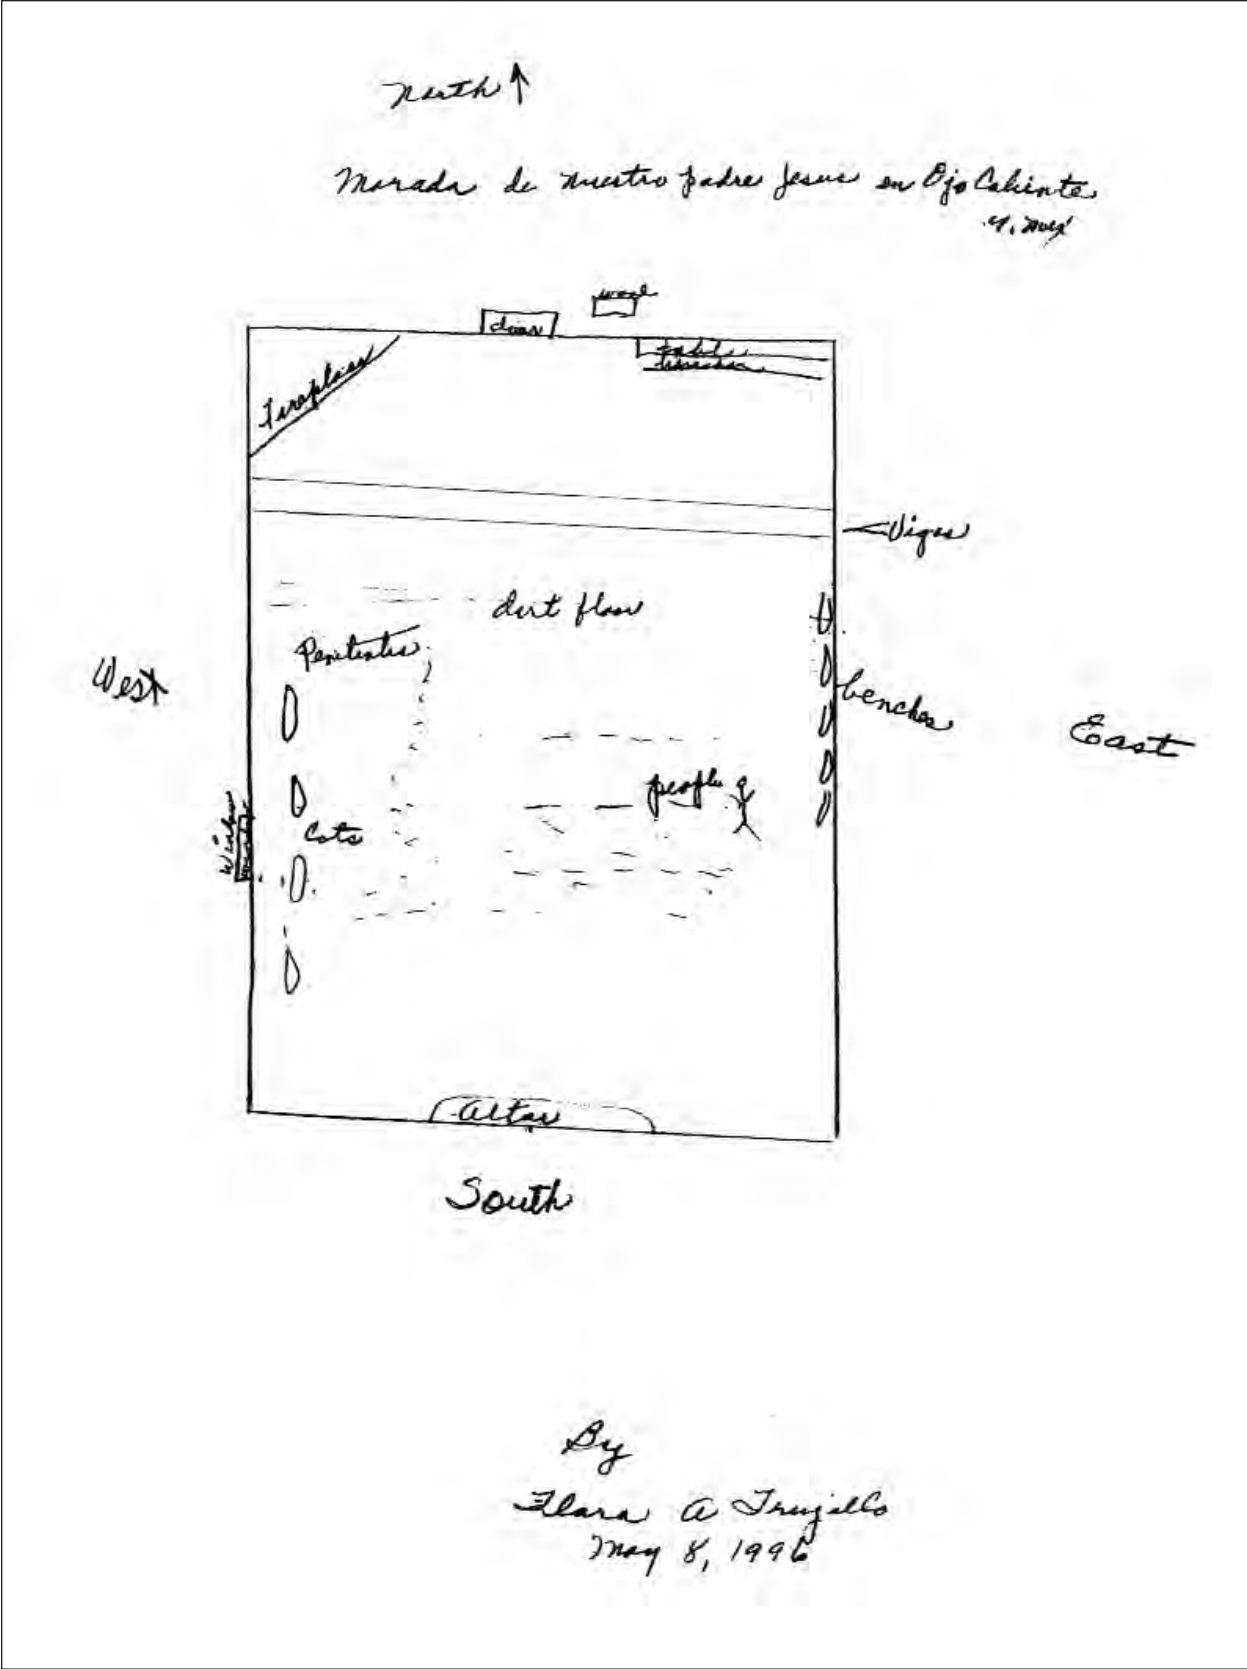 North ↑
Morada de nuestro padre Jesus en Ojo Caliente
N. Mex
wood
door
table
Fireplace
Vigas
dirt floor
Penitentes
West
benches
East
people
Window
Cots
Altar
South
By
Flora A Trujillo
May 8, 1996